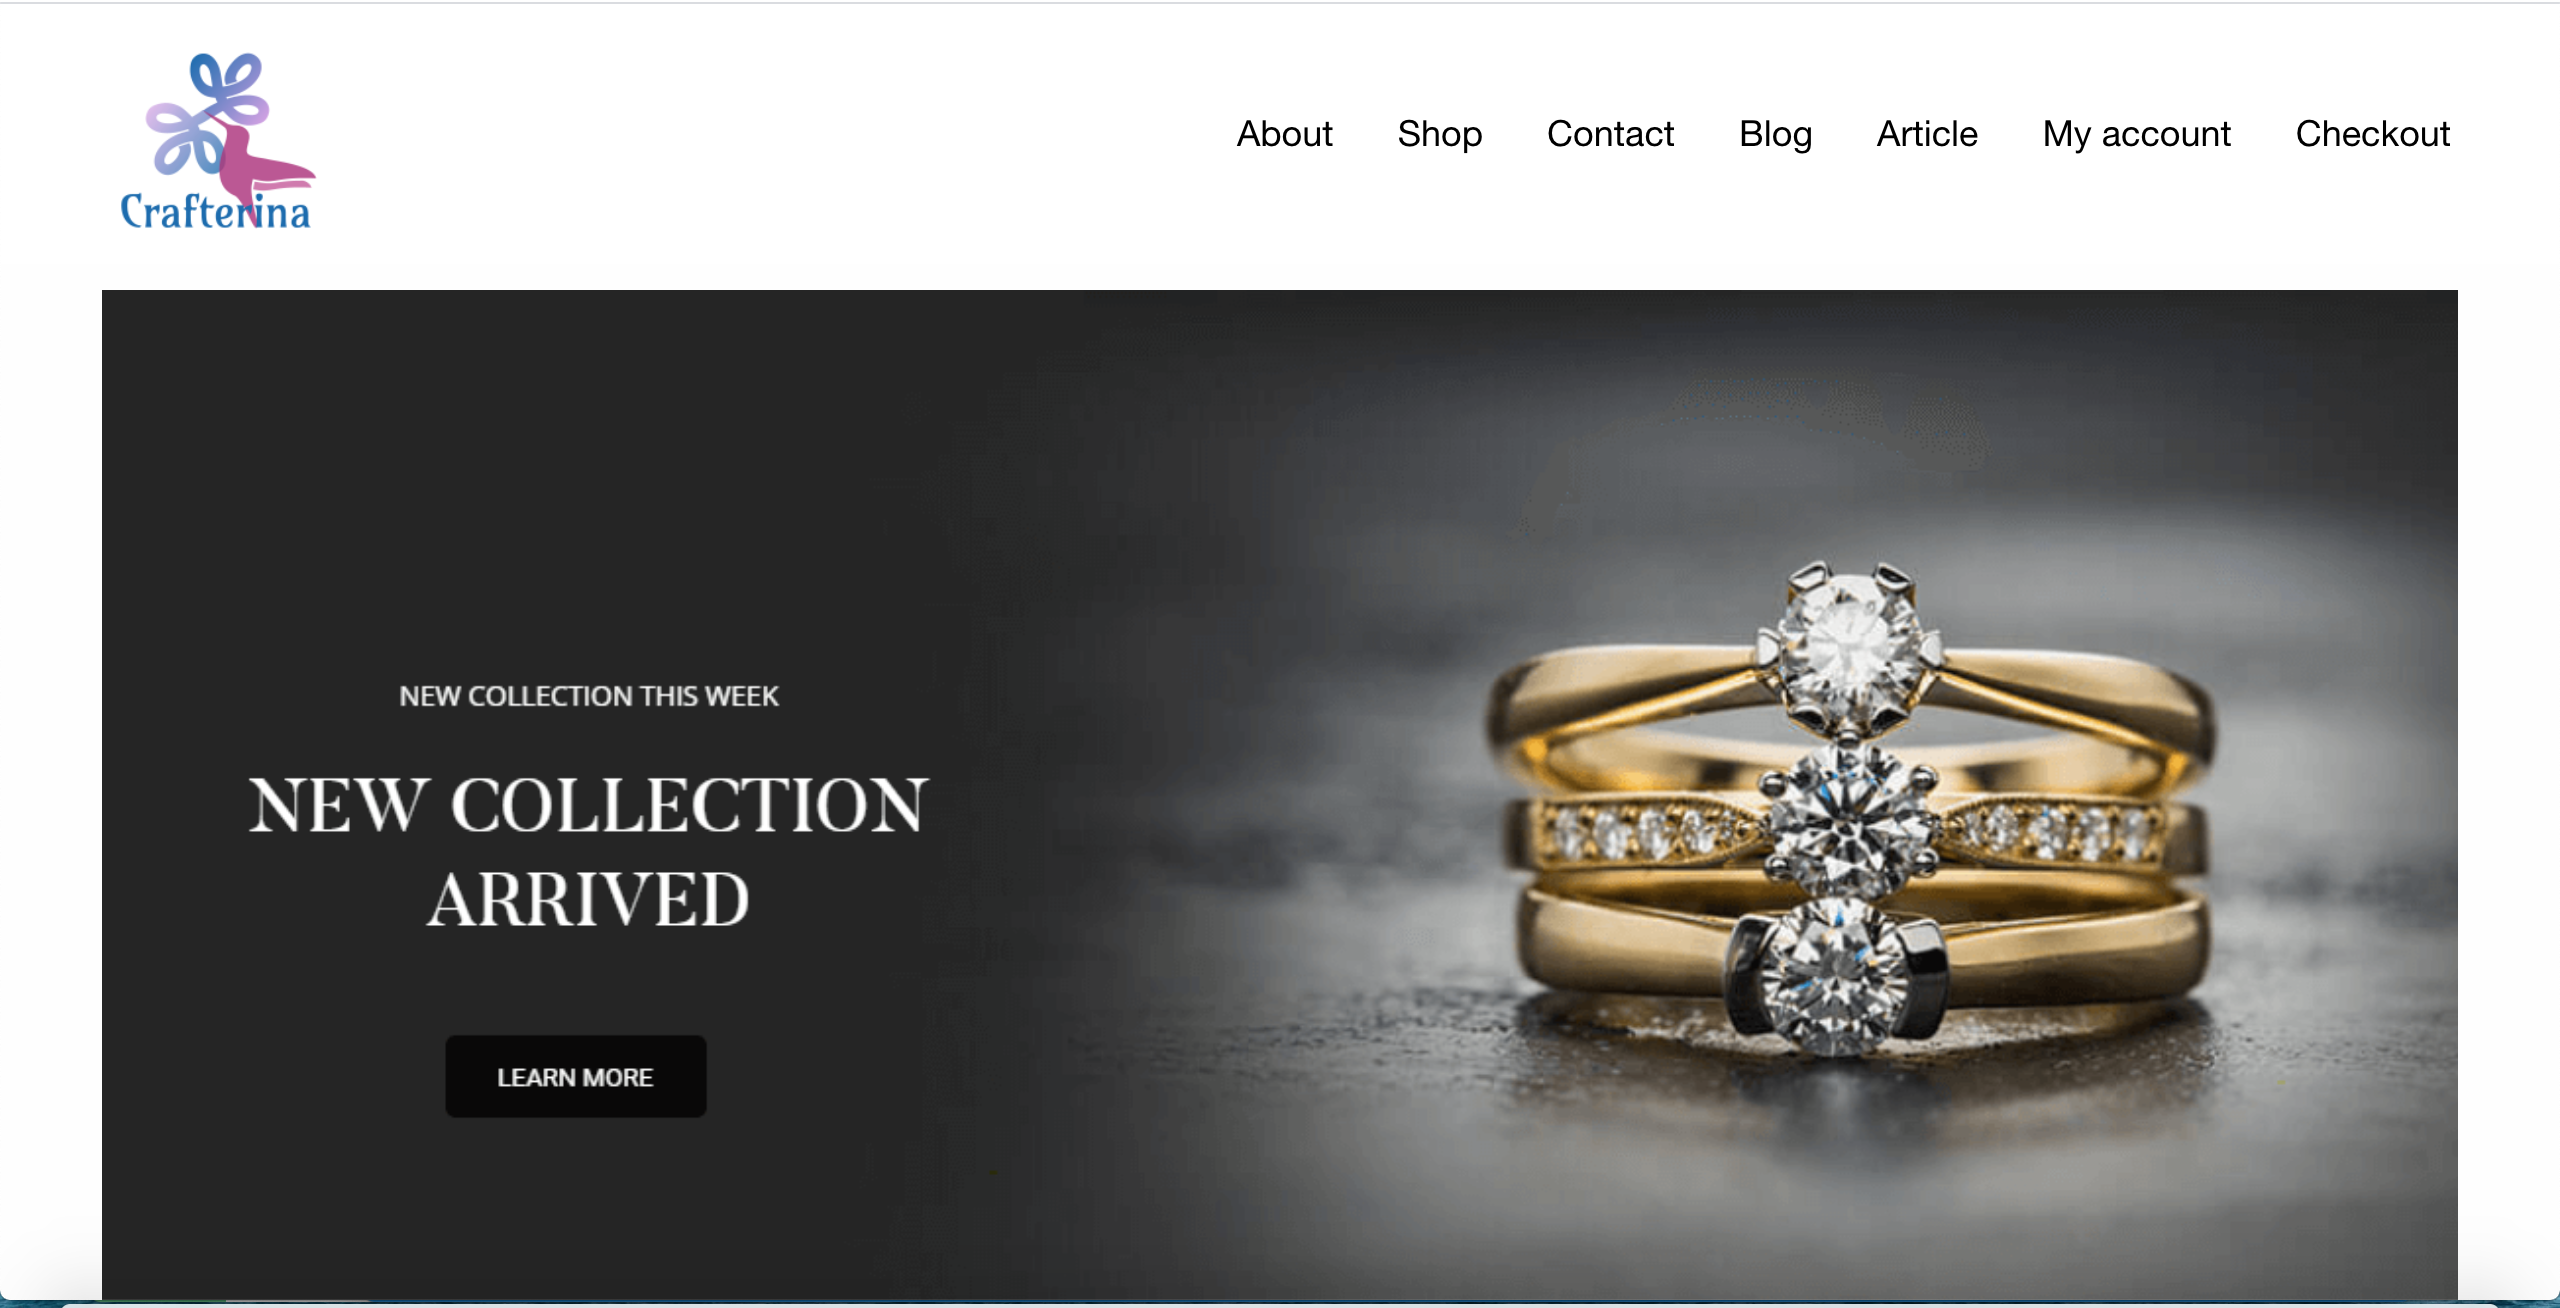 Crafterina
About
Shop
Contact
Blog
Article
My account
Checkout
NEW COLLECTION THIS WEEK
NEW COLLECTION
ARRIVED
LEARN MORE